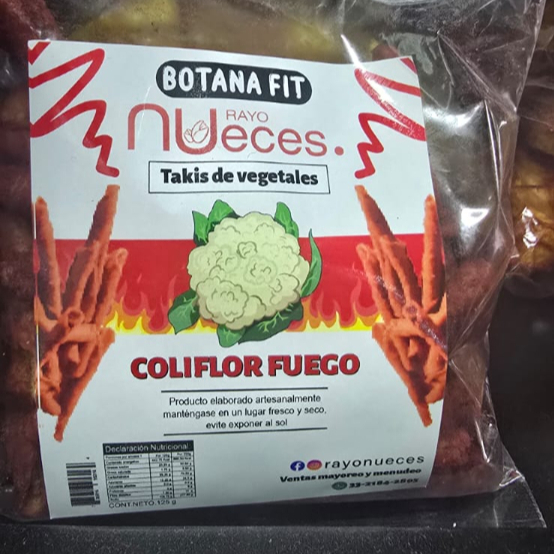 BOTANA FIT
RAYO
nueces.
Takis de vegetales
COLIFLOR FUEGO
Producto elaborado artesanalmente
manténgase en un lugar fresco y seco,
evite exponer al sol
Declaración Nutricional
CONT. NETO 125 g
rayonueces
Ventas mayoreo y menudeo